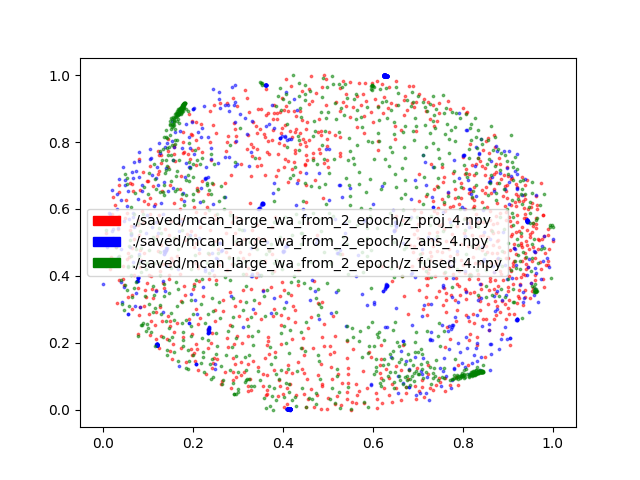 1.0
0.8
0.6
0.4
0.2
0.0
./saved/mcan_large_wa_from_2_epoch/z_proj_4.npy
./saved/mcan_large_wa_from_2_epoch/z_ans_4.npy
./saved/mcan_large_wa_from_2_epoch/z_fused_4.npy
0.0 0.2 0.4 0.6 0.8 1.0